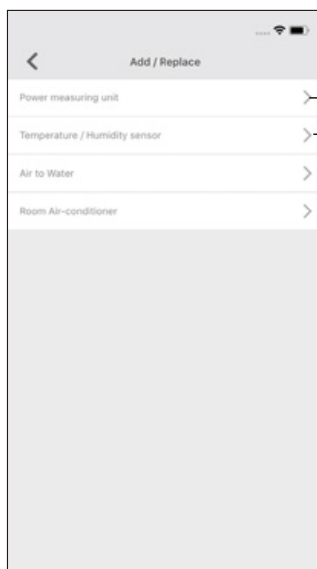 Add / Replace
Power measuring unit
Temperature / Humidity sensor
Air to Water
Room Air-conditioner